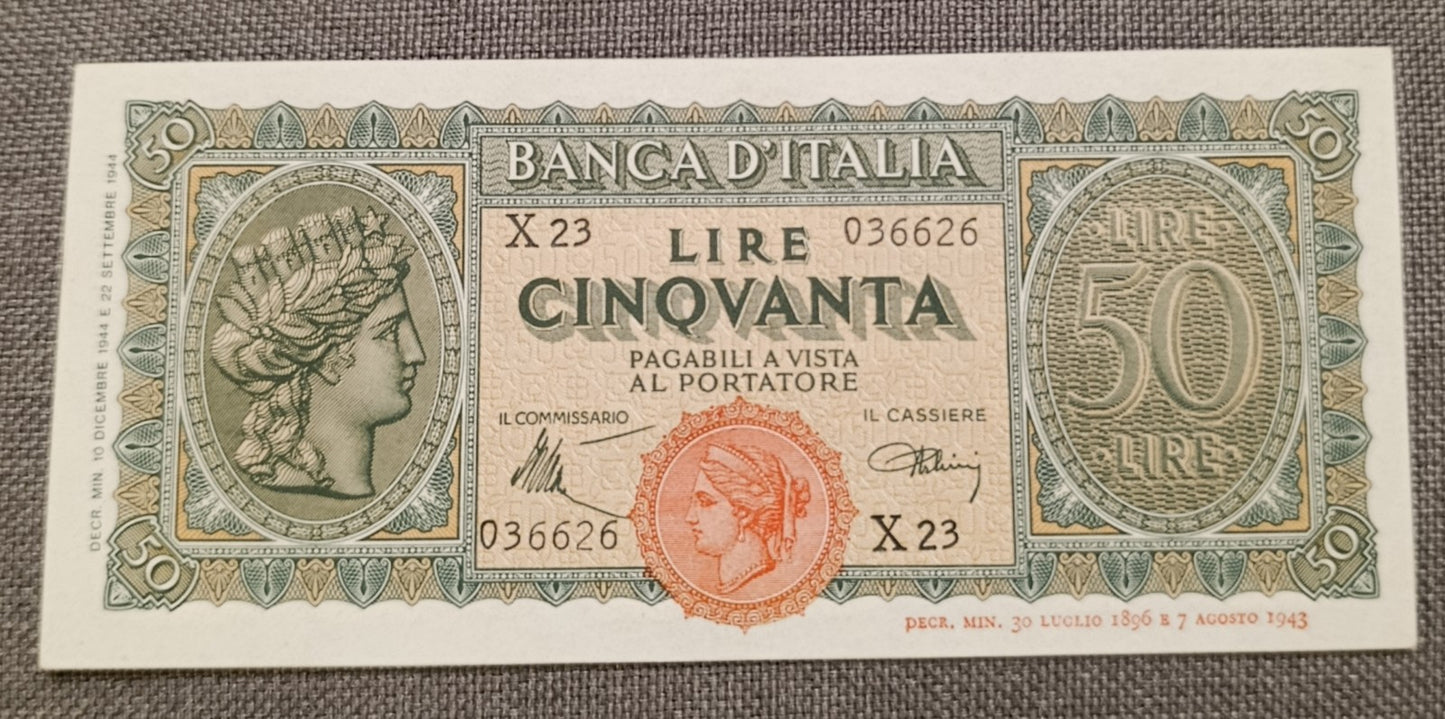 50
50
BANCA D'ITALIA
DECR. MIN. 10 DICEMBRE 1944 E 22 SETTEMBRE 1944
X 23
036626
LIRE
CINQVANTA
PAGABILI A VISTA
AL PORTATORE
IL COMMISSARIO
IL CASSIERE
036626
X 23
LIRE
50
LIRE
50
50
DECR. MIN. 30 LUGLIO 1896 E 7 AGOSTO 1943